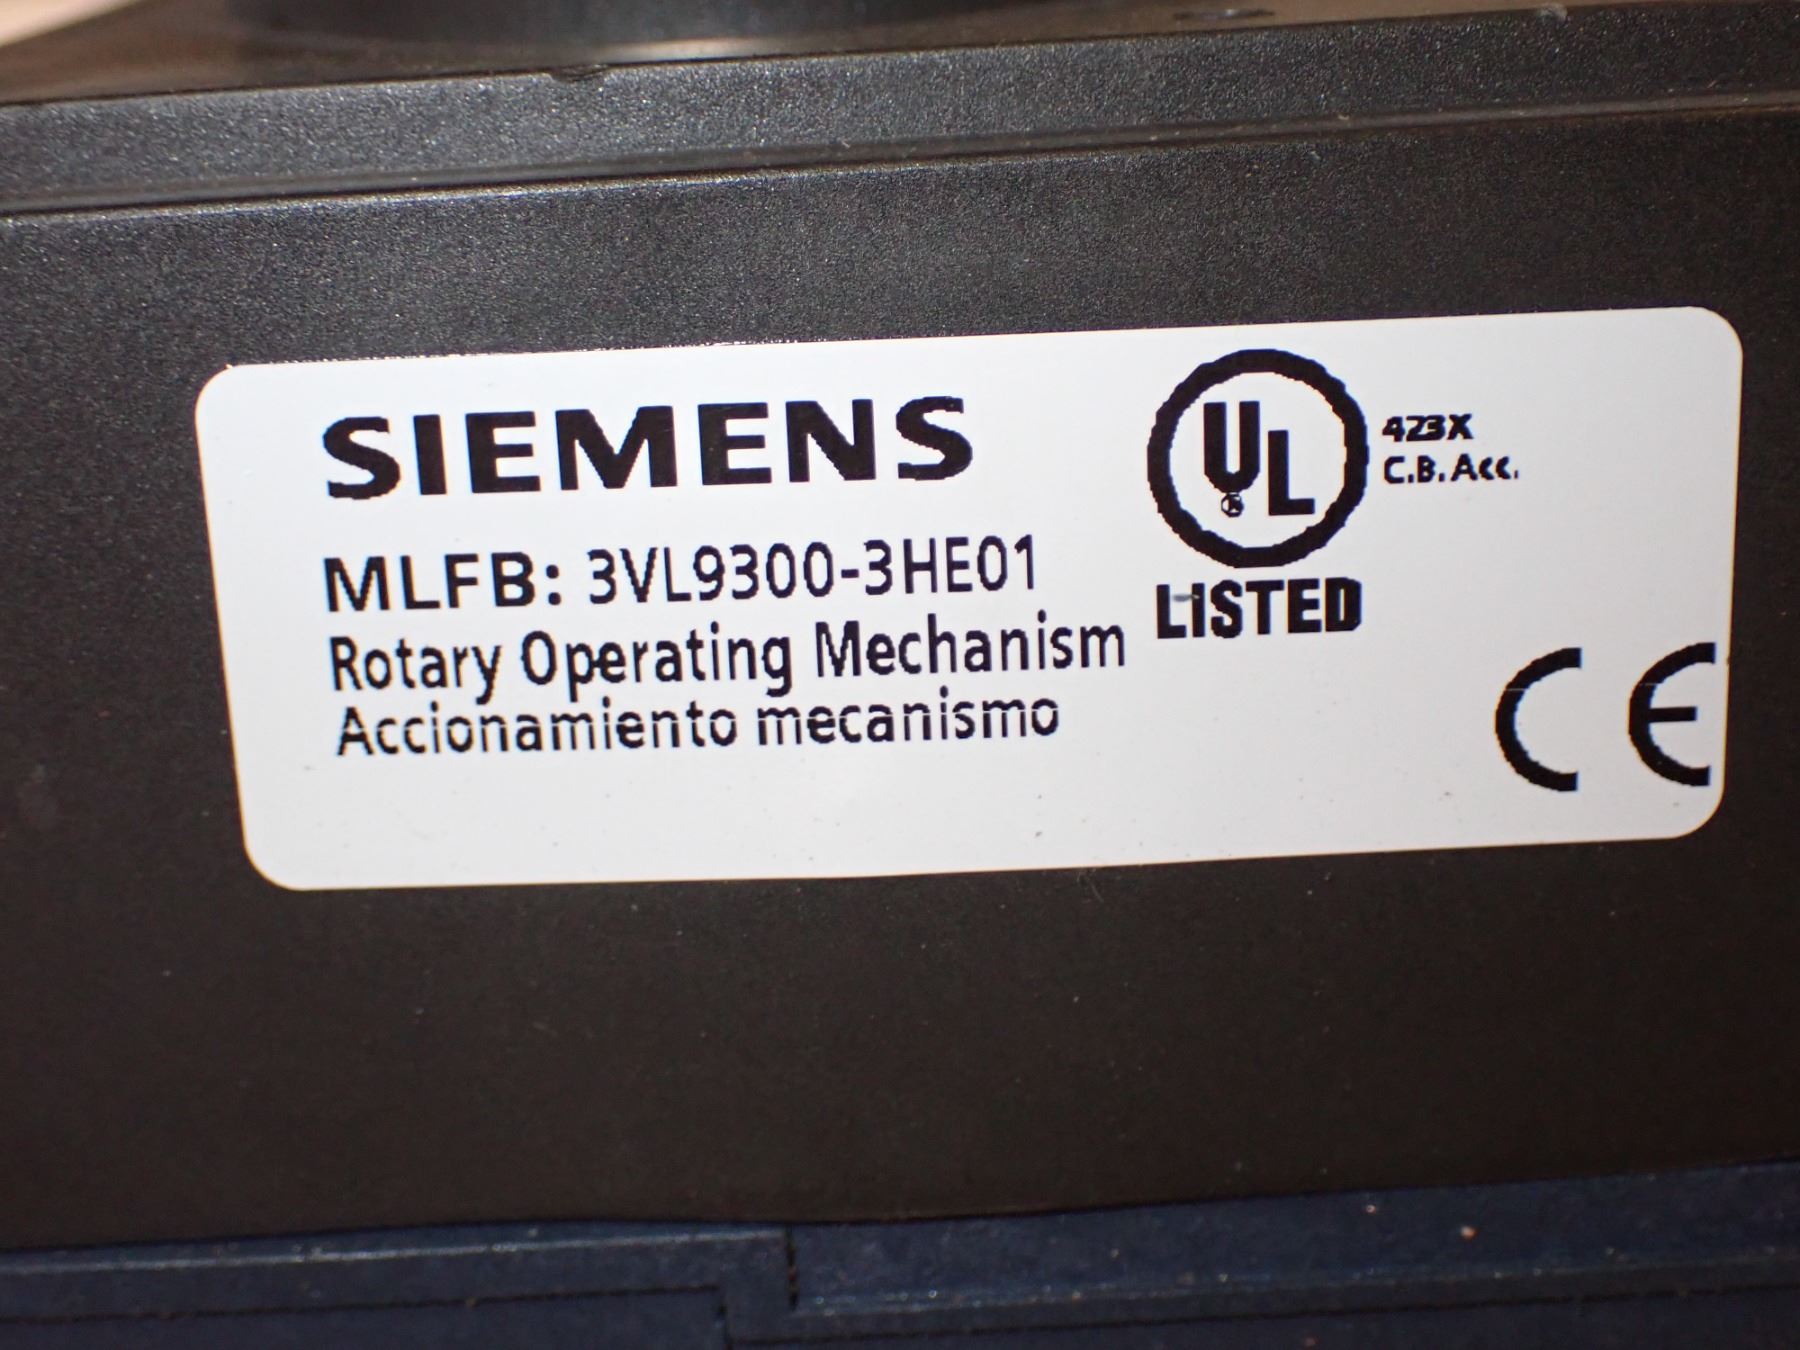 SIEMENS
UL
423X
C.B.Acc.
LISTED
MLFB: 3VL9300-3HE01
Rotary Operating Mechanism
Accionamiento mecanismo
CE